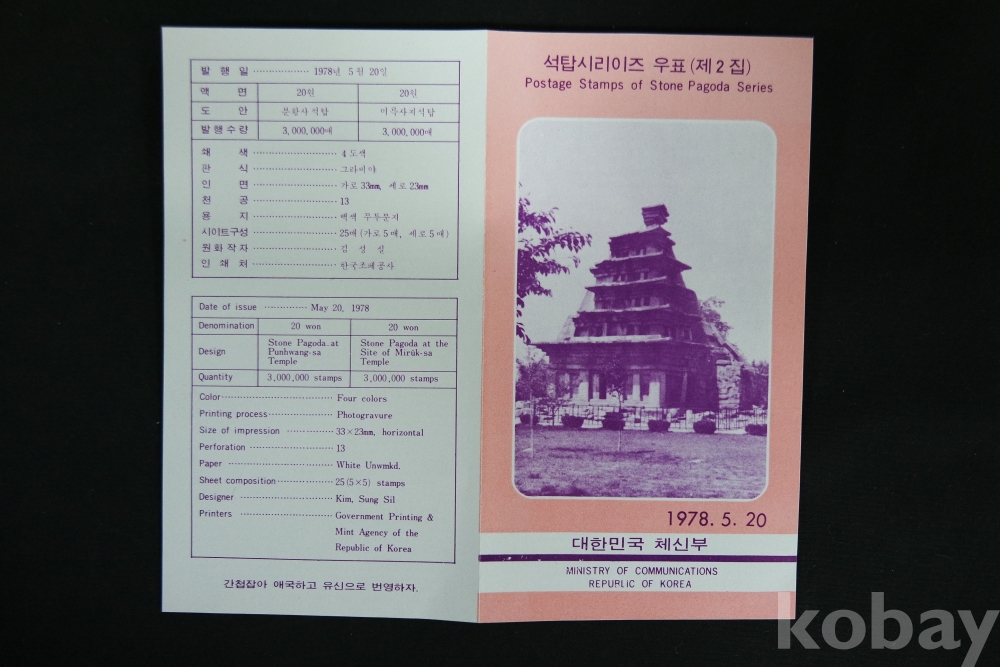 발 행 일 ················ 1978년 5월 20일
액 면 20원 20원
도 안 분황사석탑 미륵사지석탑
발행수량 3,000,000매 3,000,000매
쇄 색 ························ 4도색
판 식 ························ 그라비아
인 면 ························ 가로33㎜, 세로23㎜
천 공 ························ 13
용 지 ························ 백색 무투문지
시이트구성 ························ 25매(가로5매, 세로5매)
원화작자 ························ 김 성 실
인 쇄 처 ························ 한국조폐공사
Date of issue ·············· May 20, 1978
Denomination 20 won 20 won
Design Stone Pagoda at Punhwang-sa Temple Stone Pagoda at the Site of Mirŭk-sa Temple
Quantity 3,000,000 stamps 3,000,000 stamps
Color ································ Four colors
Printing process ···················· Photogravure
Size of impression ·············· 33×23㎜, horizontal
Perforation ························ 13
Paper ································ White Unwmkd.
Sheet composition ················ 25(5×5) stamps
Designer ···························· Kim, Sung Sil
Printers ···························· Government Printing &
Mint Agency of the
Republic of Korea
간첩잡아 애국하고 유신으로 번영하자.
석탑시리이즈 우표(제2집)
Postage Stamps of Stone Pagoda Series
1978. 5. 20
대한민국 체신부
MINISTRY OF COMMUNICATIONS
REPUBLIC OF KOREA
kobay